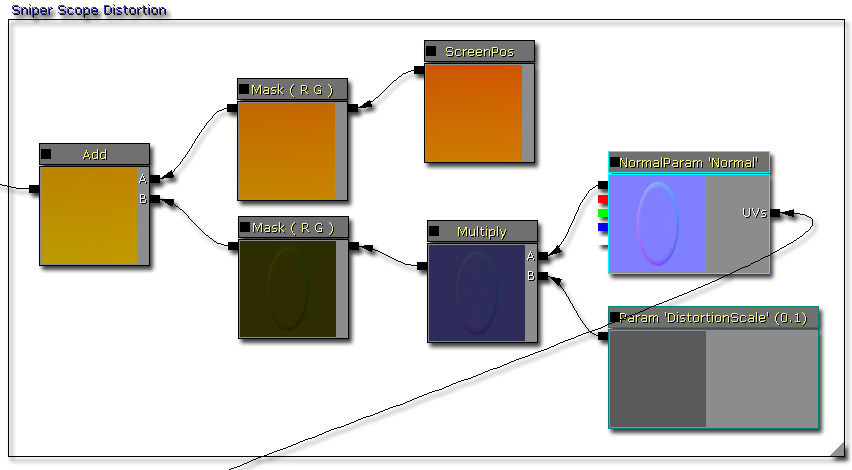 Sniper Scope Distortion
ScreenPos
Mask ( R G )
Add
A
B
NormalParam 'Normal'
UVs
Mask ( R G )
Multiply
A
B
Param 'DistortionScale' (0.1)